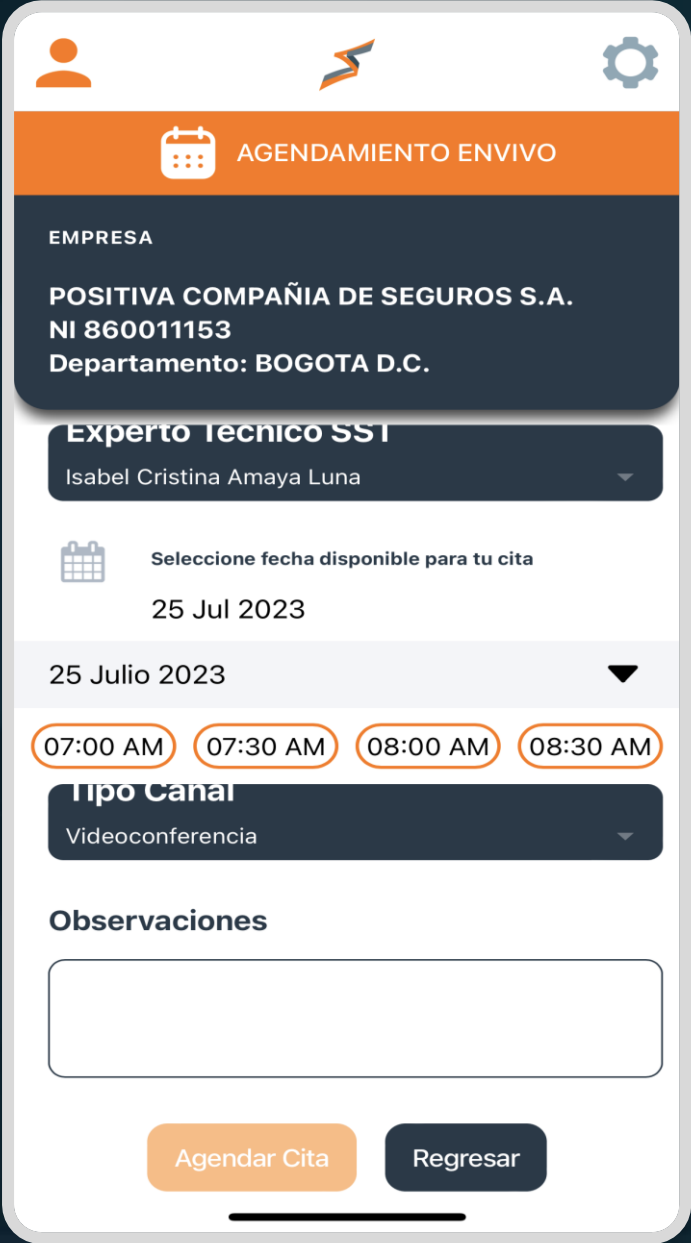 AGENDAMIENTO ENVIVO
EMPRESA
POSITIVA COMPAÑIA DE SEGUROS S.A.
NI 860011153
Departamento: BOGOTA D.C.
Experto Tecnico SST
Isabel Cristina Amaya Luna
Seleccione fecha disponible para tu cita
25 Jul 2023
25 Julio 2023
07:00 AM 07:30 AM 08:00 AM 08:30 AM
Tipo Canal
Videoconferencia
Observaciones
Agendar Cita Regresar